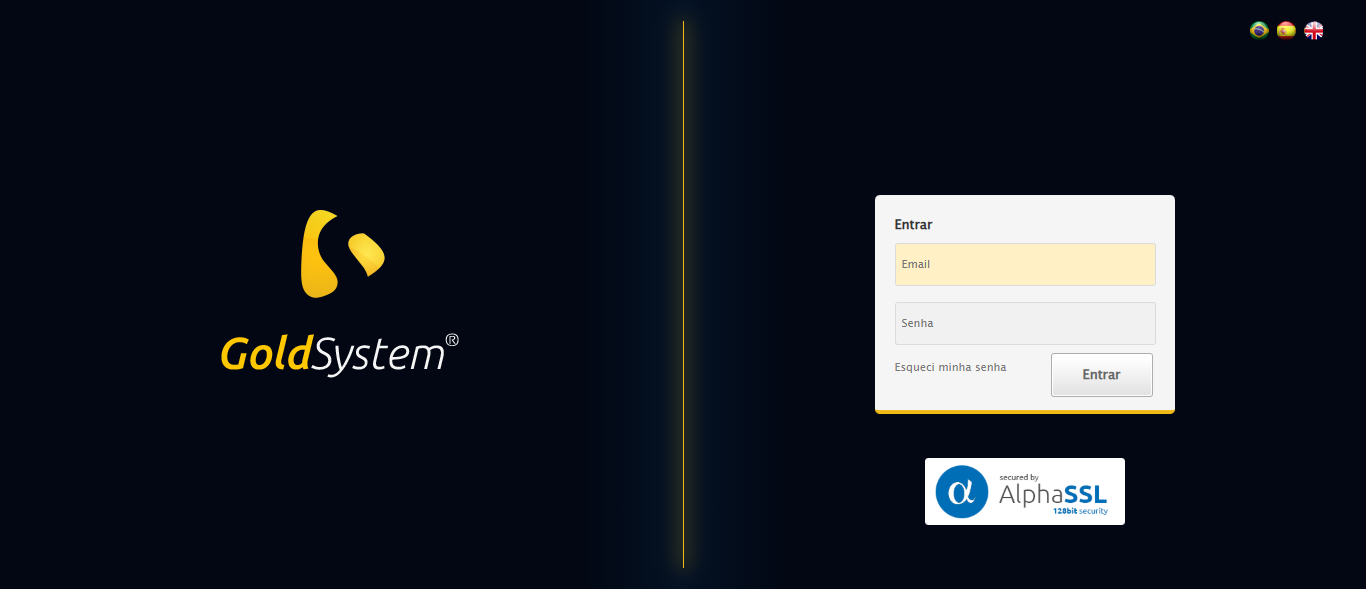 GoldSystem®
Entrar
Email
Senha
Esqueci minha senha
Entrar
α
secured by
AlphaSSL
128bit security